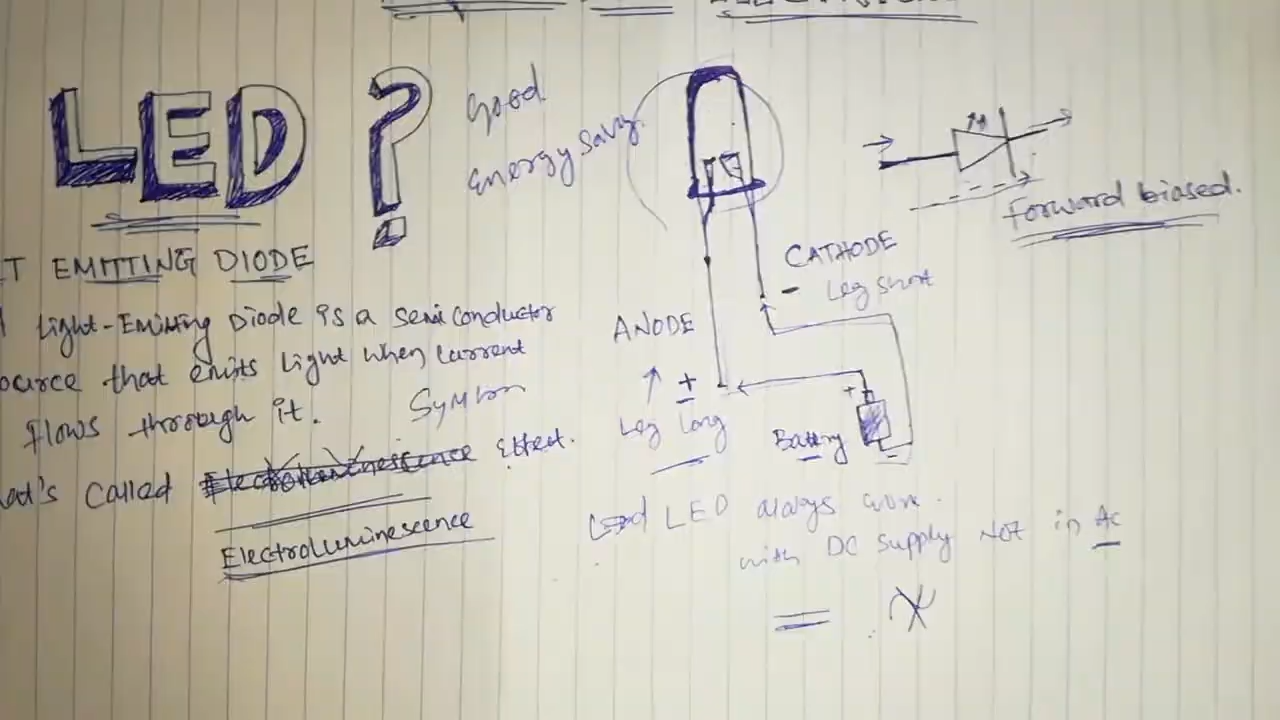 LED ?
Good
energy savg.
T EMITTING DIODE
Light-Emitting Diode is a semiconductor
ource that emits light when current
flows through it.
Symbon
at's called Electroluminescence Effect.
Electroluminescence
Forward biased.
CATHODE
- Leg short
ANODE
+
Leg long
+
Battery
-
LED always work.
with DC supply Not in Ac
= X